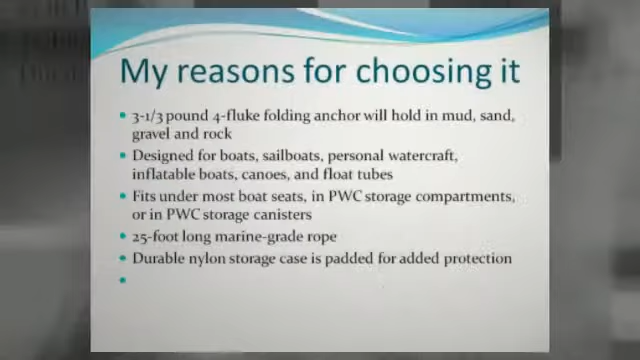 My reasons for choosing it
3-1/3 pound 4-fluke folding anchor will hold in mud, sand,
gravel and rock
Designed for boats, sailboats, personal watercraft,
inflatable boats, canoes, and float tubes
Fits under most boat seats, in PWC storage compartments,
or in PWC storage canisters
25-foot long marine-grade rope
Durable nylon storage case is padded for added protection